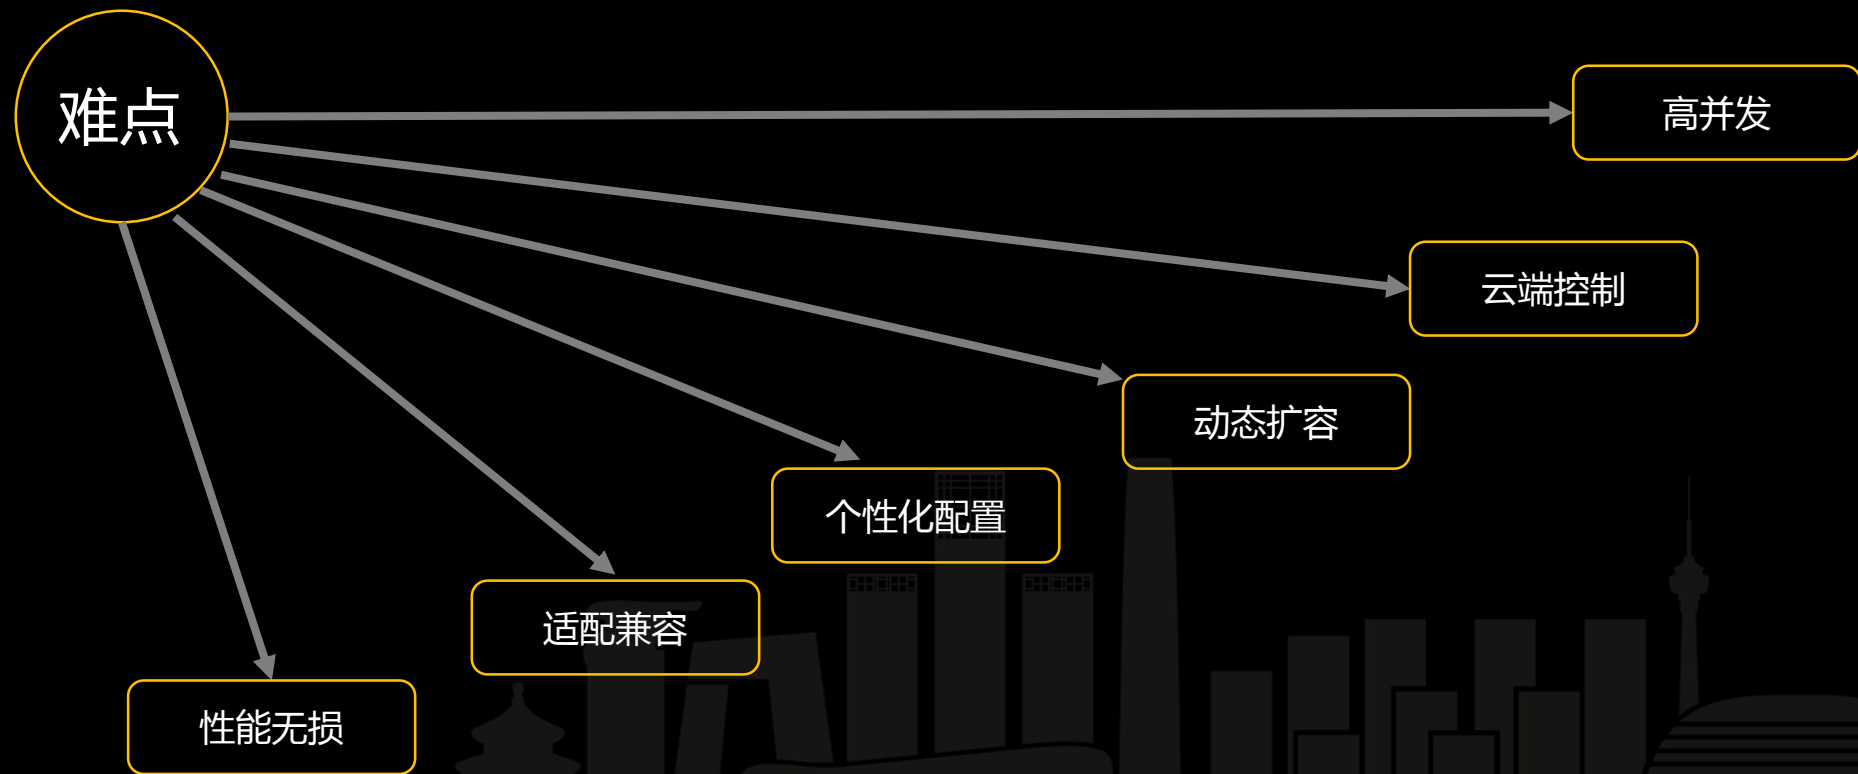 难点
高并发
云端控制
动态扩容
个性化配置
适配兼容
性能无损